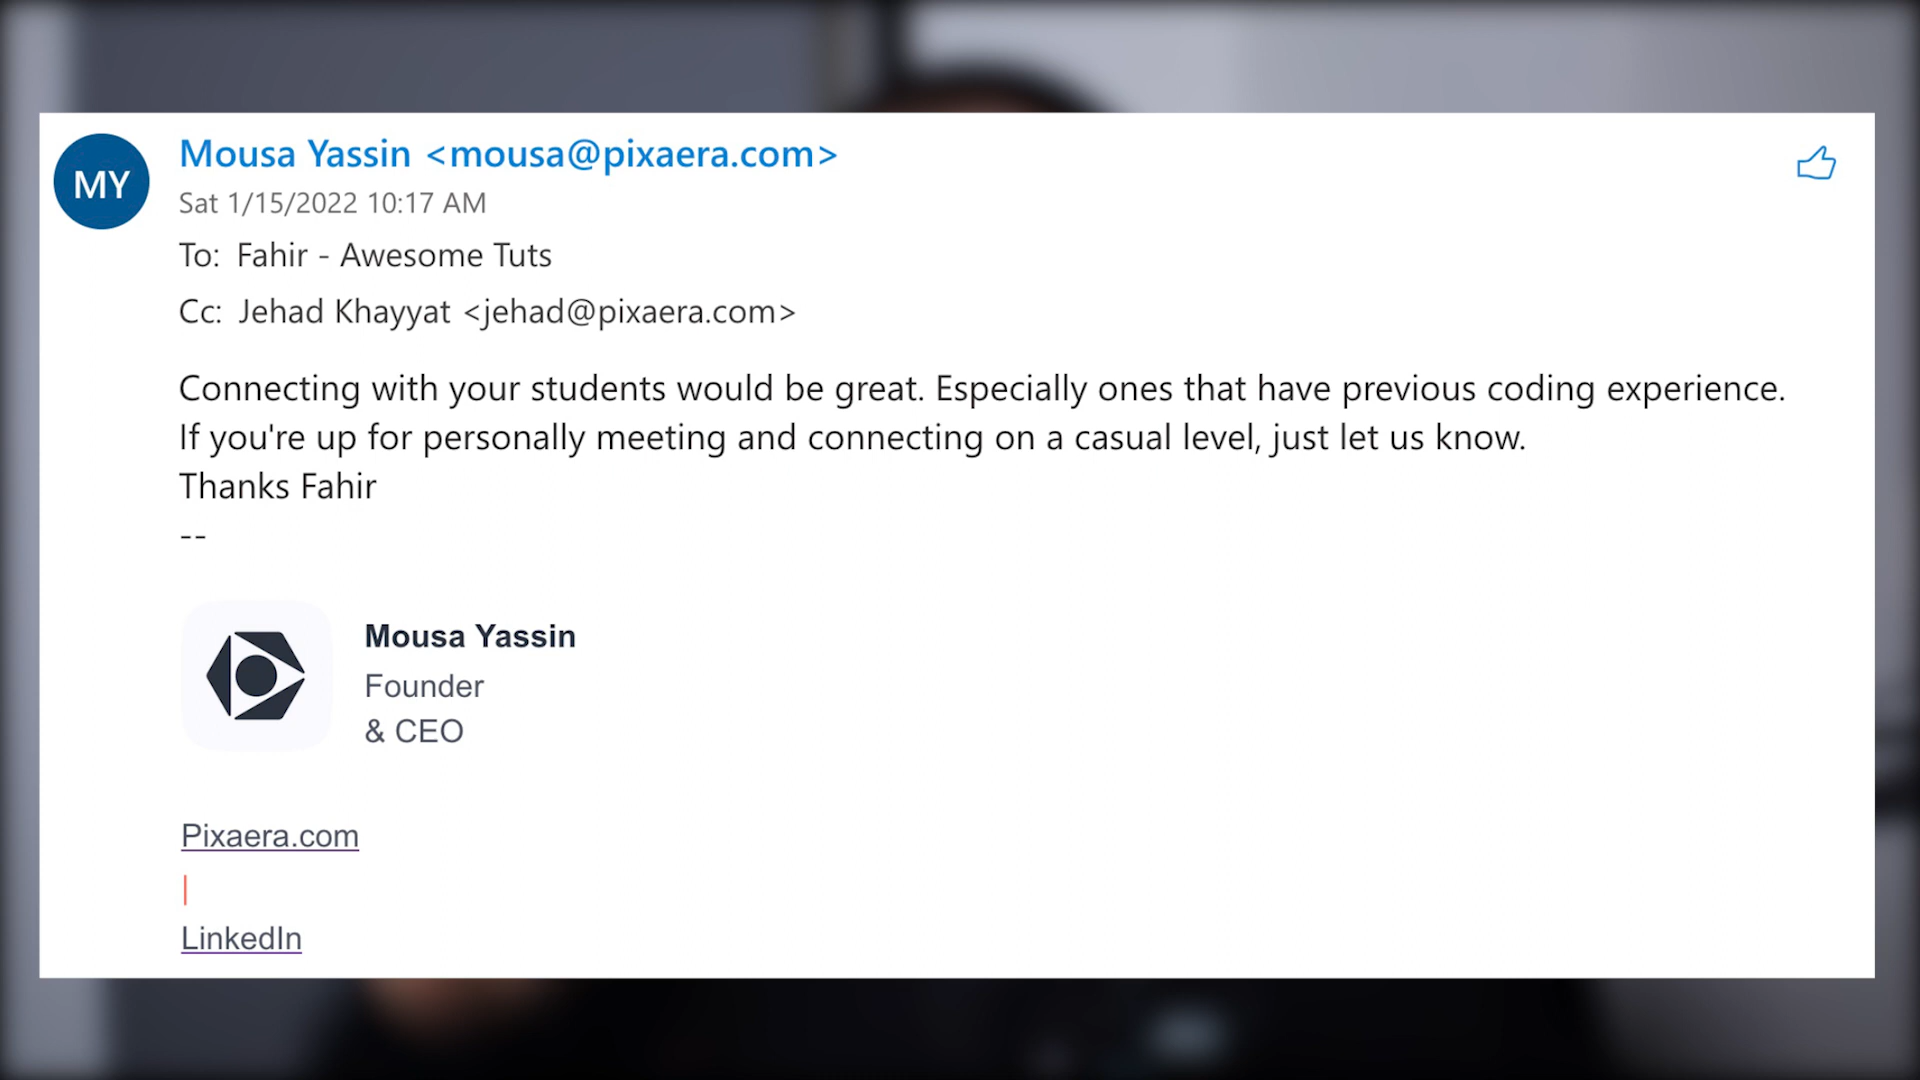 MY
Mousa Yassin <mousa@pixaera.com>
Sat 1/15/2022 10:17 AM
To: Fahir - Awesome Tuts
Cc: Jehad Khayyat <jehad@pixaera.com>
Connecting with your students would be great. Especially ones that have previous coding experience.
If you're up for personally meeting and connecting on a casual level, just let us know.
Thanks Fahir
--
Mousa Yassin
Founder
& CEO
Pixaera.com
|
LinkedIn